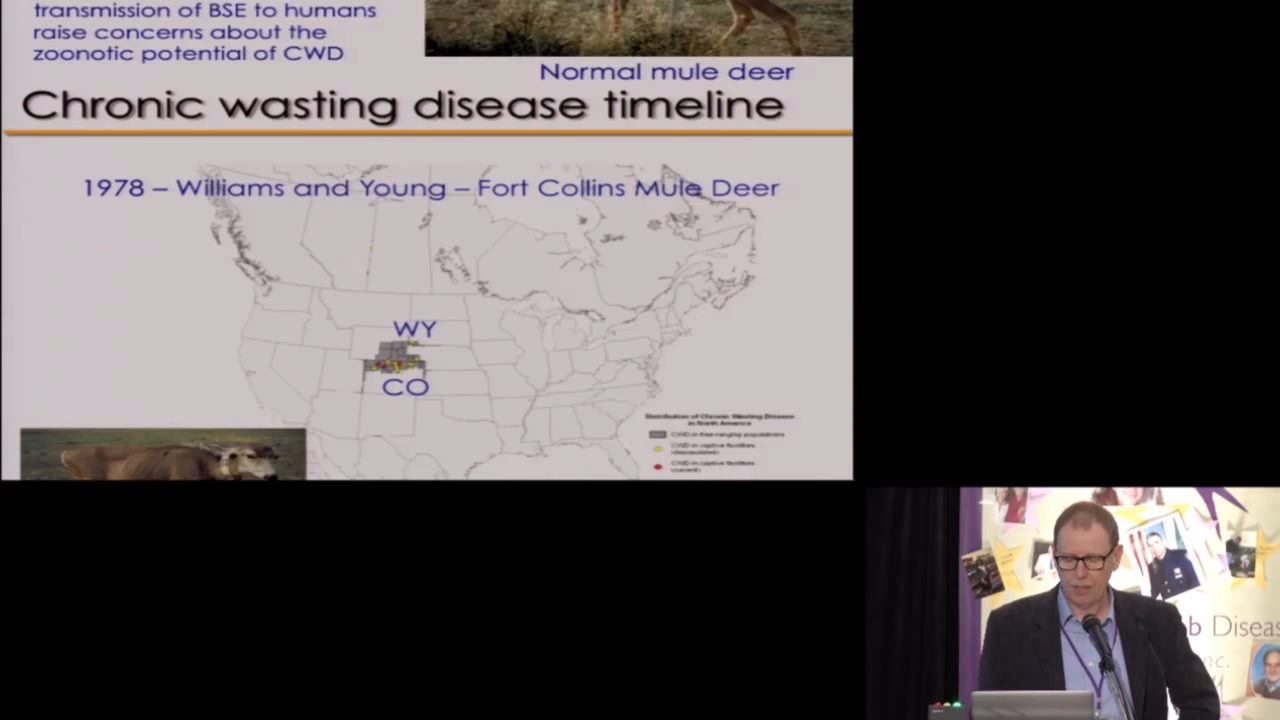 transmission of BSE to humans
raise concerns about the
zoonotic potential of CWD
Normal mule deer
Chronic wasting disease timeline
1978 – Williams and Young – Fort Collins Mule Deer
WY
CO
Distribution of Chronic Wasting Disease
in North America
CWD in free-ranging populations
CWD in captive facilities
(depopulated)
CWD in captive facilities
(current)
b Diseas
nc.